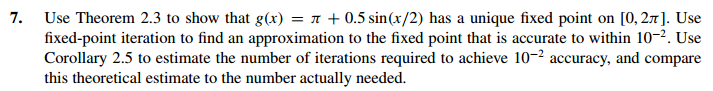 7. Use Theorem 2.3 to show that g(x) = π + 0.5 sin(x/2) has a unique fixed point on [0, 2π]. Use
fixed-point iteration to find an approximation to the fixed point that is accurate to within 10⁻². Use
Corollary 2.5 to estimate the number of iterations required to achieve 10⁻² accuracy, and compare
this theoretical estimate to the number actually needed.